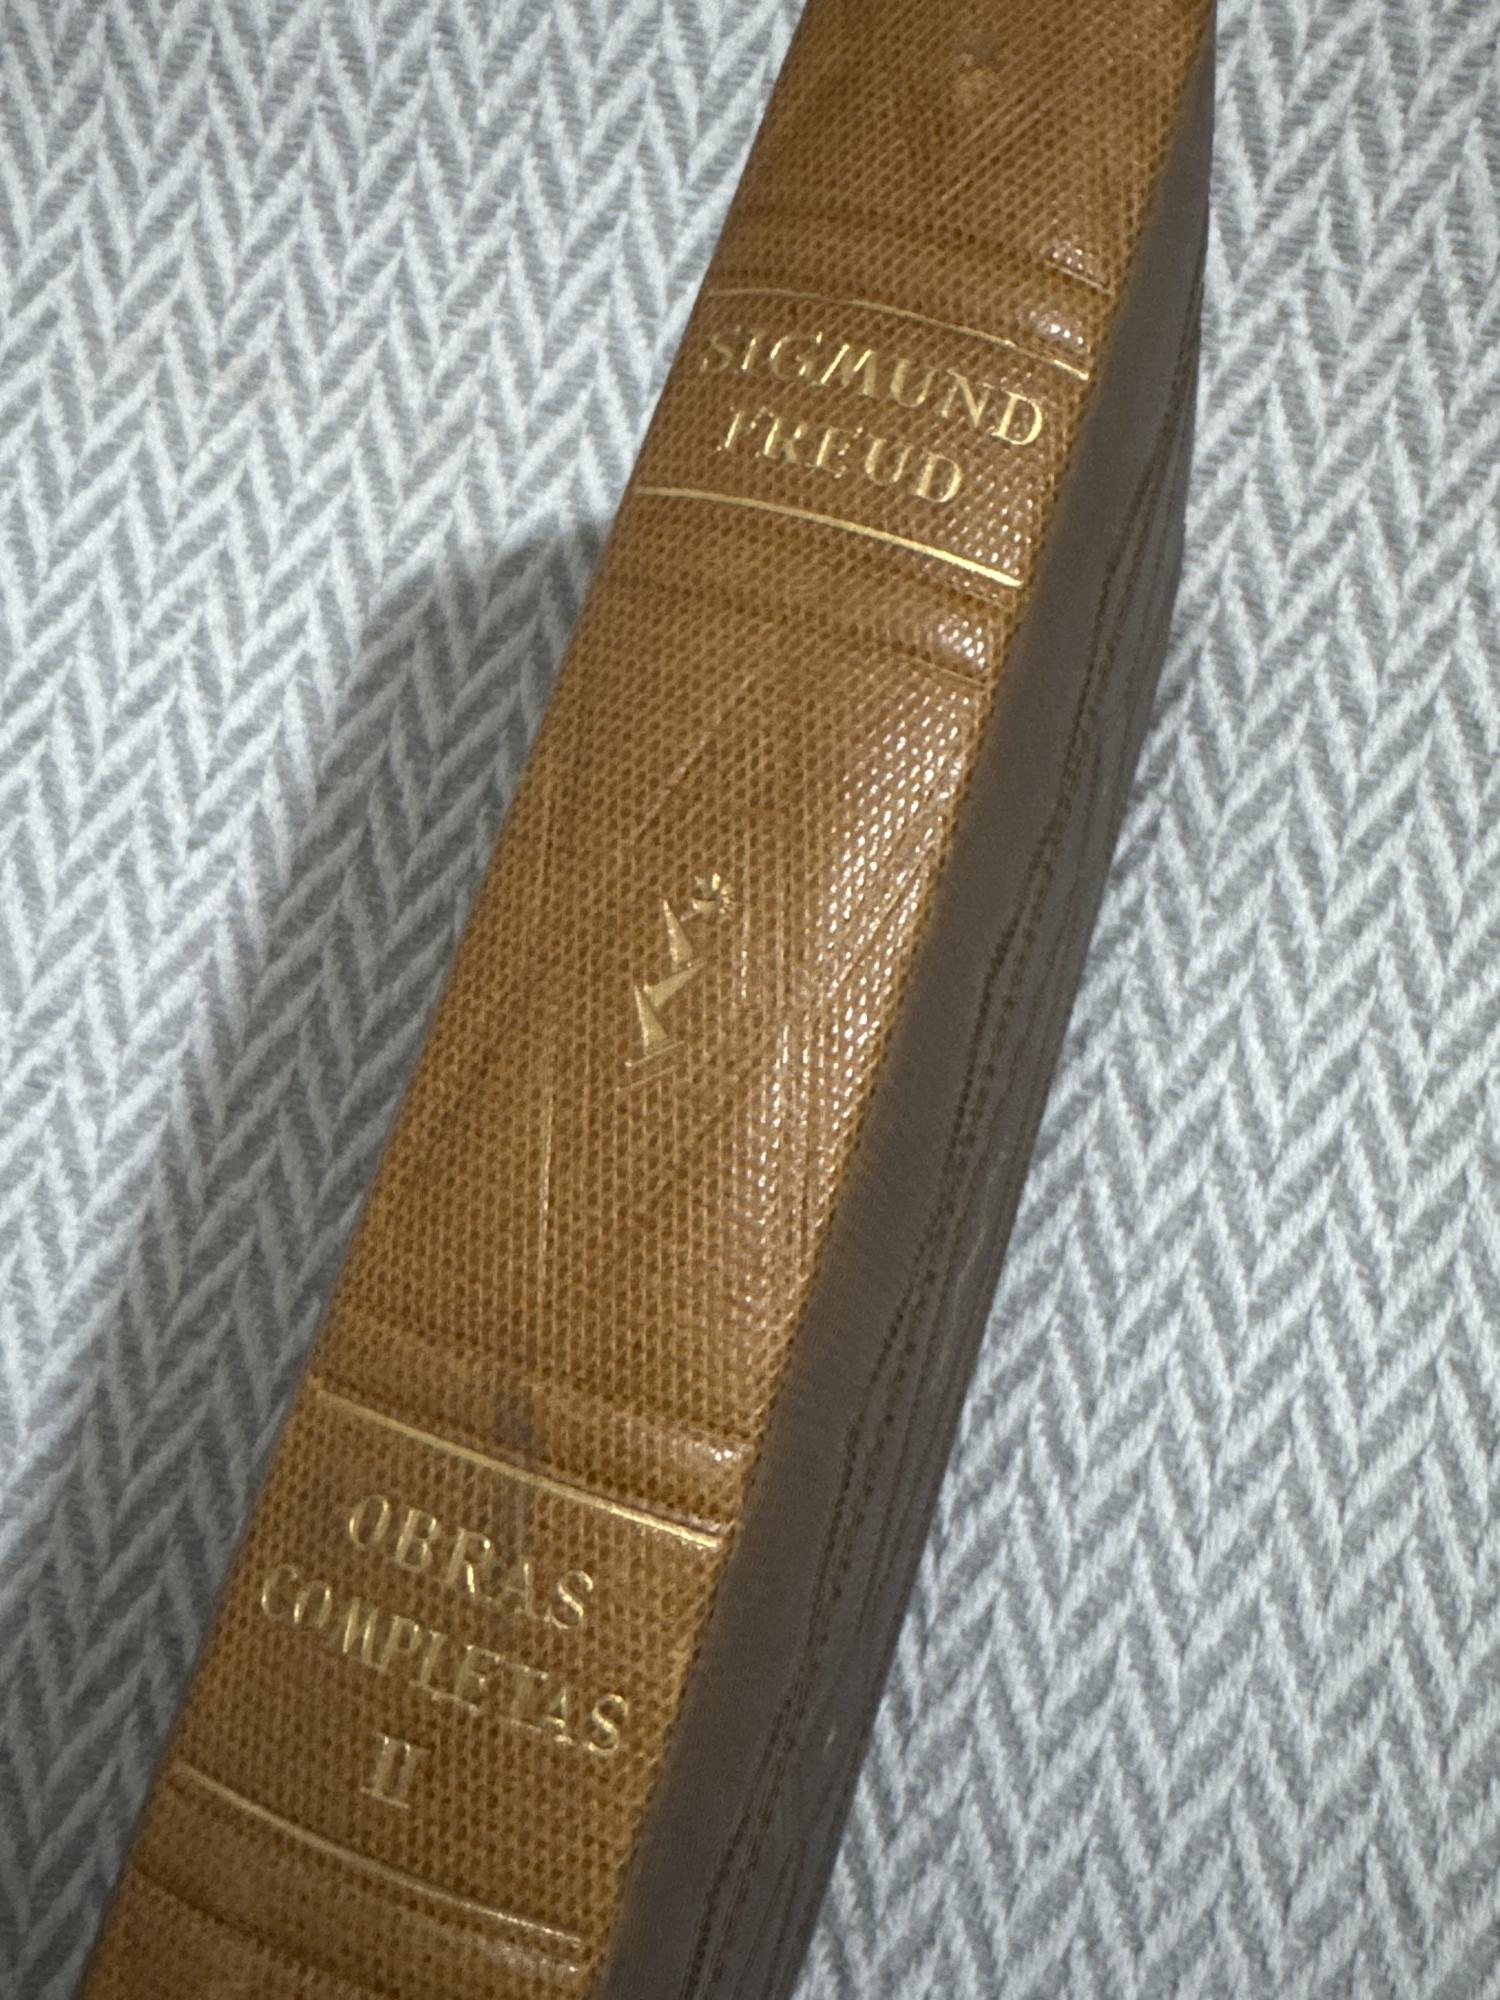 SIGMUND
FREUD
OBRAS
COMPLETAS
II